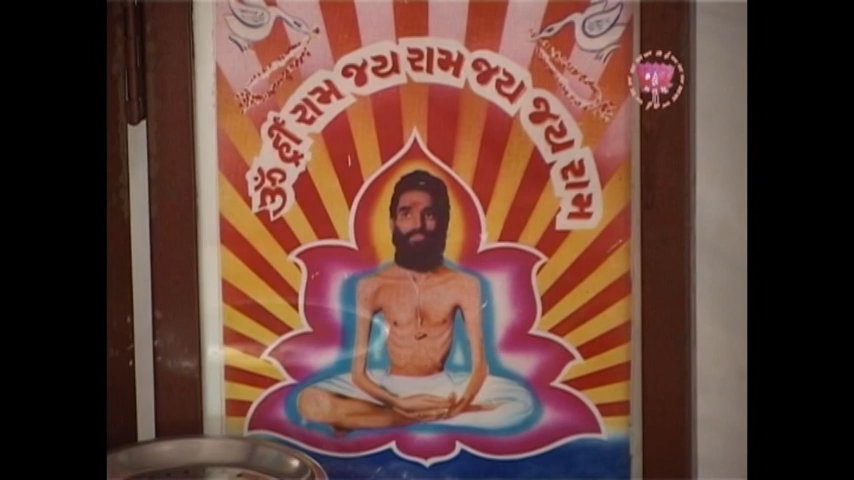 ૐ હ્રીઁ રામ જય રામ જય જય રામ